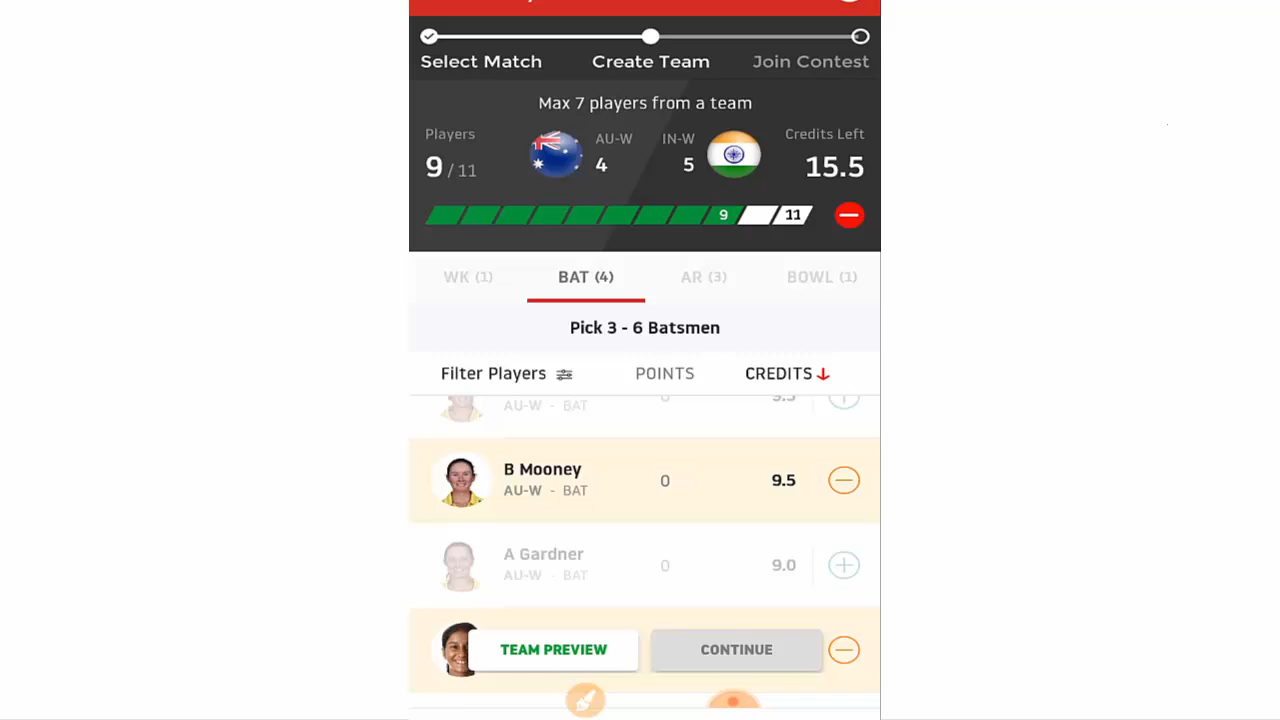 Select Match Create Team Join Contest
Max 7 players from a team
Players AU-W IN-W Credits Left
9 / 11 4 5 15.5
9 11
WK (1) BAT (4) AR (3) BOWL (1)
Pick 3 - 6 Batsmen
Filter Players POINTS CREDITS
AU-W - BAT
B Mooney
AU-W - BAT 0 9.5
A Gardner
AU-W - BAT 0 9.0
TEAM PREVIEW CONTINUE